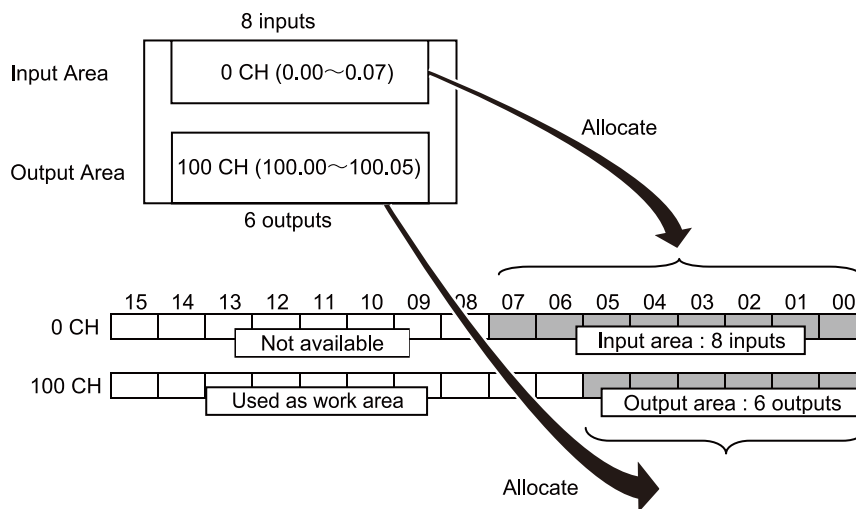 8 inputs
Input Area
0 CH (0.00～0.07)
Allocate
Output Area
100 CH (100.00～100.05)
6 outputs
15 14 13 12 11 10 09 08 07 06 05 04 03 02 01 00
0 CH
Not available
Input area : 8 inputs
100 CH
Used as work area
Output area : 6 outputs
Allocate